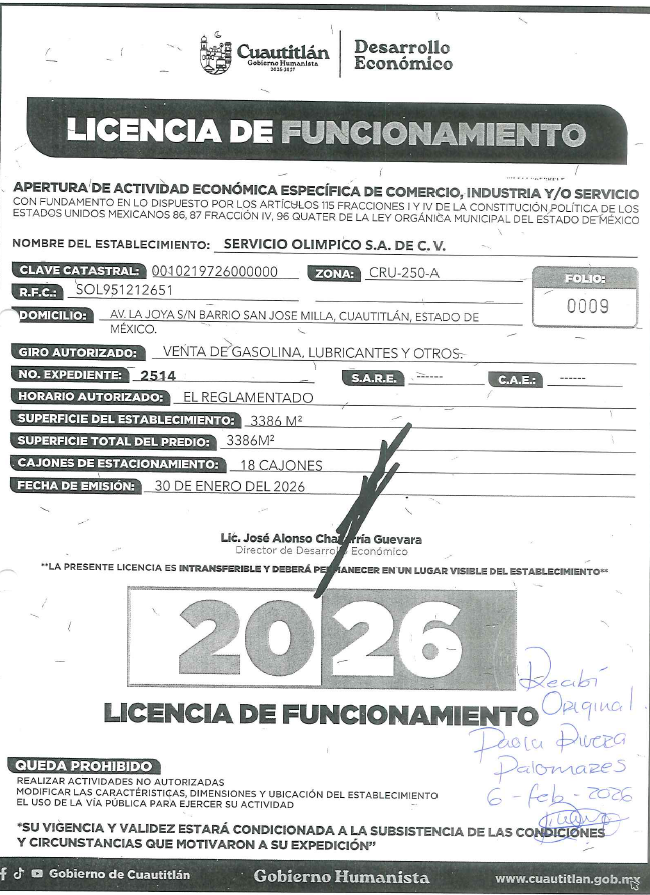 Cuautitlán
Gobierno Humanista
2025-2027
Desarrollo
Económico
LICENCIA DE FUNCIONAMIENTO
APERTURA DE ACTIVIDAD ECONÓMICA ESPECÍFICA DE COMERCIO, INDUSTRIA Y/O SERVICIO
CON FUNDAMENTO EN LO DISPUESTO POR LOS ARTÍCULOS 115 FRACCIONES I Y IV DE LA CONSTITUCIÓN POLÍTICA DE LOS
ESTADOS UNIDOS MEXICANOS 86, 87 FRACCIÓN IV, 96 QUATER DE LA LEY ORGÁNICA MUNICIPAL DEL ESTADO DE MÉXICO
NOMBRE DEL ESTABLECIMIENTO: SERVICIO OLIMPICO S.A. DE C. V.
CLAVE CATASTRAL: 0010219726000000 ZONA: CRU-250-A
FOLIO:
0009
R.F.C.: SOL951212651
DOMICILIO: AV. LA JOYA S/N BARRIO SAN JOSE MILLA, CUAUTITLÁN, ESTADO DE
MÉXICO.
GIRO AUTORIZADO: VENTA DE GASOLINA, LUBRICANTES Y OTROS.
NO. EXPEDIENTE: 2514 S.A.R.E. ------ C.A.E.: ------
HORARIO AUTORIZADO: EL REGLAMENTADO
SUPERFICIE DEL ESTABLECIMIENTO: 3386 M²
SUPERFICIE TOTAL DEL PREDIO: 3386M²
CAJONES DE ESTACIONAMIENTO: 18 CAJONES
FECHA DE EMISIÓN: 30 DE ENERO DEL 2026
Lic. José Alonso Guevara
Director de Desarrollo Económico
**LA PRESENTE LICENCIA ES INTRANSFERIBLE Y DEBERÁ PERMANECER EN UN LUGAR VISIBLE DEL ESTABLECIMIENTO**
2026
LICENCIA DE FUNCIONAMIENTO
Recibí
Original
Paola Rivera
Palomares
6 - feb - 2026
QUEDA PROHIBIDO
REALIZAR ACTIVIDADES NO AUTORIZADAS
MODIFICAR LAS CARACTERÍSTICAS, DIMENSIONES Y UBICACIÓN DEL ESTABLECIMIENTO
EL USO DE LA VÍA PÚBLICA PARA EJERCER SU ACTIVIDAD
"SU VIGENCIA Y VALIDEZ ESTARÁ CONDICIONADA A LA SUBSISTENCIA DE LAS CONDICIONES
Y CIRCUNSTANCIAS QUE MOTIVARON A SU EXPEDICIÓN"
Gobierno de Cuautitlán
Gobierno Humanista
www.cuautitlan.gob.mx